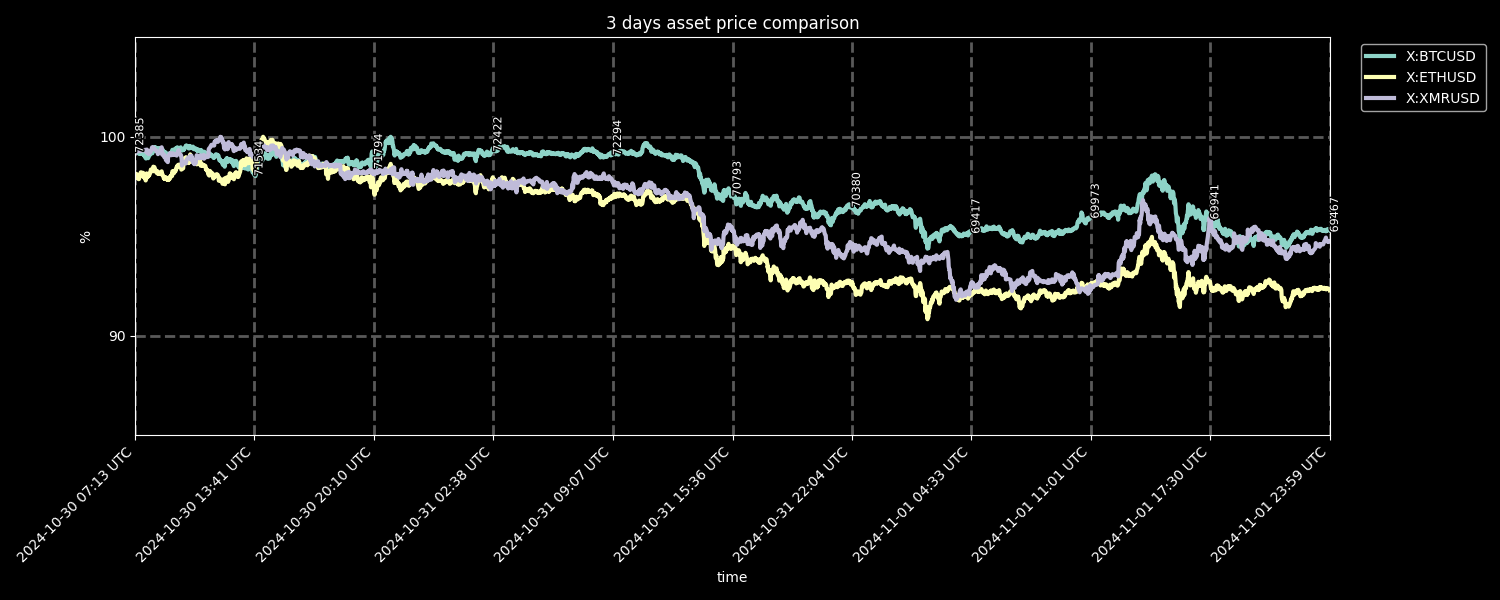 3 days asset price comparison
X:BTCUSD
X:ETHUSD
X:XMRUSD
100
90
%
72385
71534
71794
72422
72294
70793
70380
69417
69973
69941
69467
2024-10-30 07:13 UTC
2024-10-30 13:41 UTC
2024-10-30 20:10 UTC
2024-10-31 02:38 UTC
2024-10-31 09:07 UTC
2024-10-31 15:36 UTC
2024-10-31 22:04 UTC
2024-11-01 04:33 UTC
2024-11-01 11:01 UTC
2024-11-01 17:30 UTC
2024-11-01 23:59 UTC
time